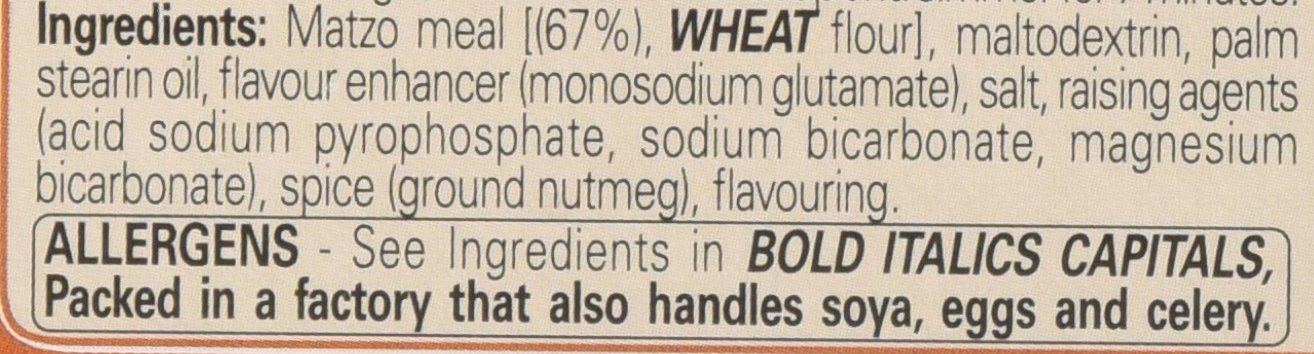 Ingredients: Matzo meal [(67%), WHEAT flour], maltodextrin, palm
stearin oil, flavour enhancer (monosodium glutamate), salt, raising agents
(acid sodium pyrophosphate, sodium bicarbonate, magnesium
bicarbonate), spice (ground nutmeg), flavouring.
ALLERGENS - See Ingredients in BOLD ITALICS CAPITALS,
Packed in a factory that also handles soya, eggs and celery.